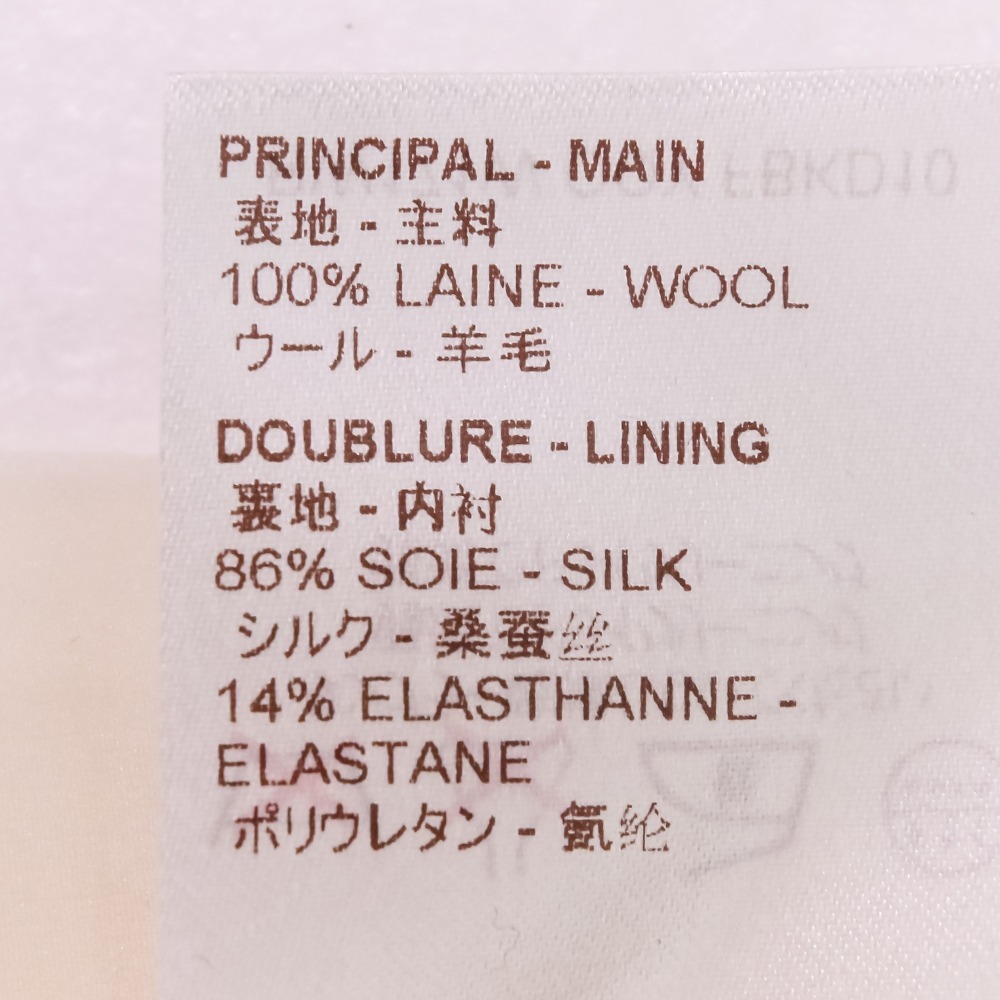 PRINCIPAL - MAIN
表地 - 主料
100% LAINE - WOOL
ウール - 羊毛
DOUBLURE - LINING
裏地 - 内衬
86% SOIE - SILK
シルク - 桑蚕丝
14% ELASTHANNE -
ELASTANE
ポリウレタン - 氨纶